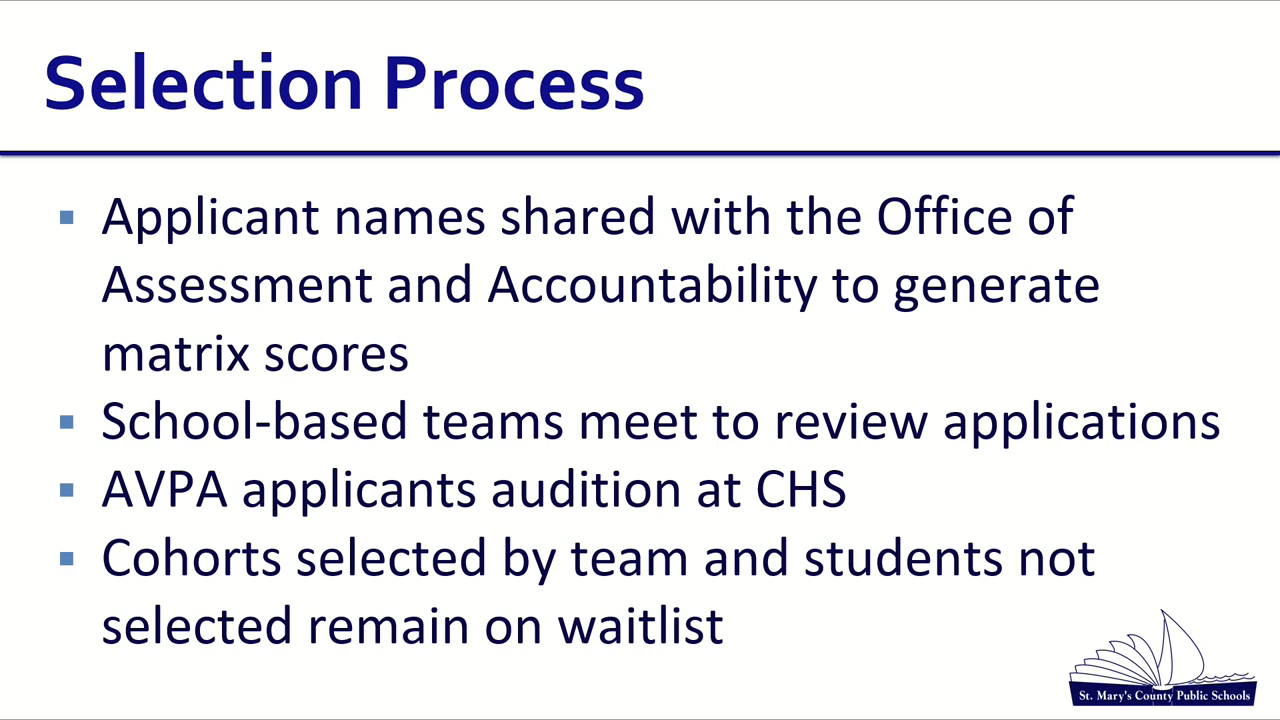 Selection Process
Applicant names shared with the Office of
Assessment and Accountability to generate
matrix scores
School-based teams meet to review applications
AVPA applicants audition at CHS
Cohorts selected by team and students not
selected remain on waitlist
St. Mary's County Public Schools